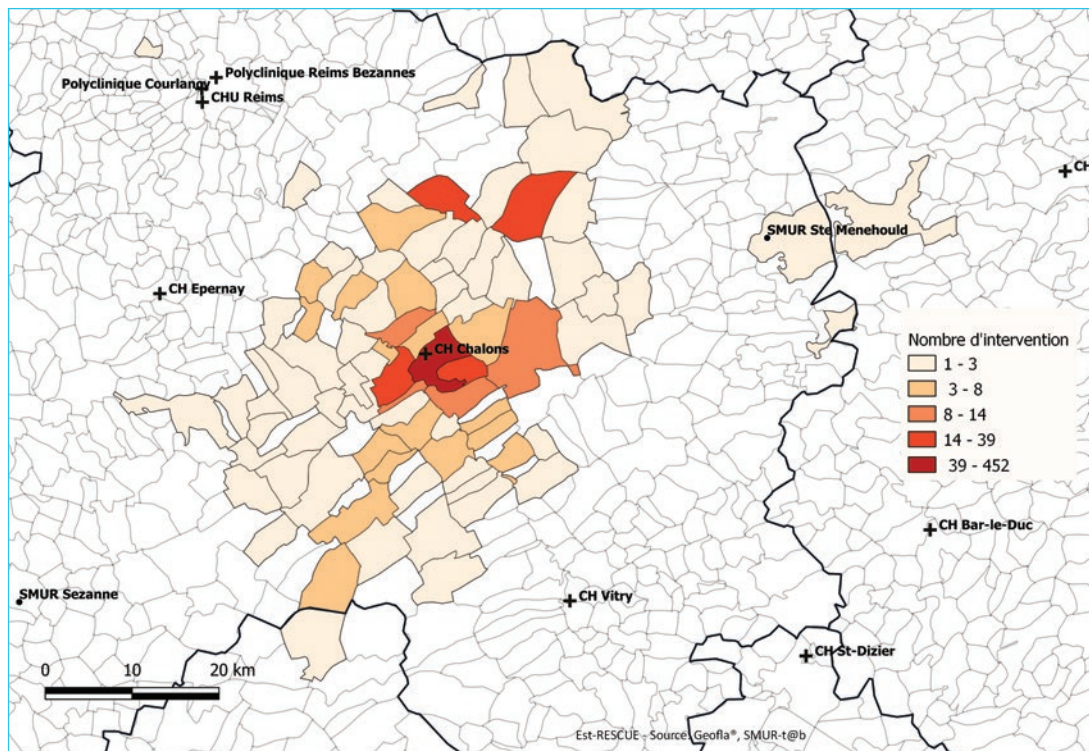 Polyclinique Reims Bezannes
Polyclinique Courlancy
CHU Reims
CH
SMUR Ste Menehould
CH Epernay
CH Chalons
Nombre d'intervention
1 - 3
3 - 8
8 - 14
14 - 39
39 - 452
CH Bar-le-Duc
SMUR Sezanne
CH Vitry
CH St-Dizier
0 10 20 km
Est-RESCUE - Source: Geofla®, SMUR-t@b